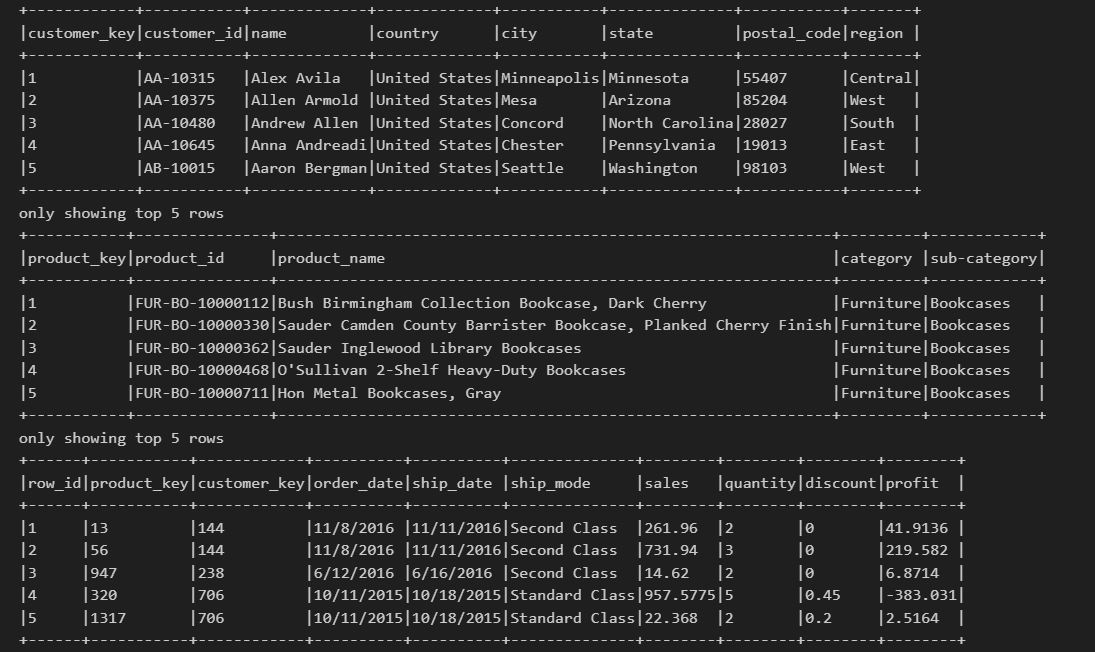 +------------+-----------+-------------+-------------+-----------+--------------+-----------+-------+
|customer_key|customer_id|name         |country      |city       |state         |postal_code|region |
+------------+-----------+-------------+-------------+-----------+--------------+-----------+-------+
|1           |AA-10315   |Alex Avila   |United States|Minneapolis|Minnesota     |55407      |Central|
|2           |AA-10375   |Allen Armold |United States|Mesa       |Arizona       |85204      |West   |
|3           |AA-10480   |Andrew Allen |United States|Concord    |North Carolina|28027      |South  |
|4           |AA-10645   |Anna Andreadi|United States|Chester    |Pennsylvania  |19013      |East   |
|5           |AB-10015   |Aaron Bergman|United States|Seattle    |Washington    |98103      |West   |
+------------+-----------+-------------+-------------+-----------+--------------+-----------+-------+
only showing top 5 rows
+-----------+---------------+--------------------------------------------------------------+---------+------------+
|product_key|product_id     |product_name                                                  |category |sub-category|
+-----------+---------------+--------------------------------------------------------------+---------+------------+
|1          |FUR-BO-10000112|Bush Birmingham Collection Bookcase, Dark Cherry              |Furniture|Bookcases   |
|2          |FUR-BO-10000330|Sauder Camden County Barrister Bookcase, Planked Cherry Finish|Furniture|Bookcases   |
|3          |FUR-BO-10000362|Sauder Inglewood Library Bookcases                            |Furniture|Bookcases   |
|4          |FUR-BO-10000468|O'Sullivan 2-Shelf Heavy-Duty Bookcases                       |Furniture|Bookcases   |
|5          |FUR-BO-10000711|Hon Metal Bookcases, Gray                                     |Furniture|Bookcases   |
+-----------+---------------+--------------------------------------------------------------+---------+------------+
only showing top 5 rows
+------+-----------+------------+----------+----------+--------------+--------+--------+--------+--------+
|row_id|product_key|customer_key|order_date|ship_date |ship_mode     |sales   |quantity|discount|profit  |
+------+-----------+------------+----------+----------+--------------+--------+--------+--------+--------+
|1     |13         |144         |11/8/2016 |11/11/2016|Second Class  |261.96  |2       |0       |41.9136 |
|2     |56         |144         |11/8/2016 |11/11/2016|Second Class  |731.94  |3       |0       |219.582 |
|3     |947        |238         |6/12/2016 |6/16/2016 |Second Class  |14.62   |2       |0       |6.8714  |
|4     |320        |706         |10/11/2015|10/18/2015|Standard Class|957.5775|5       |0.45    |-383.031|
|5     |1317       |706         |10/11/2015|10/18/2015|Standard Class|22.368  |2       |0.2     |2.5164  |
+------+-----------+------------+----------+----------+--------------+--------+--------+--------+--------+